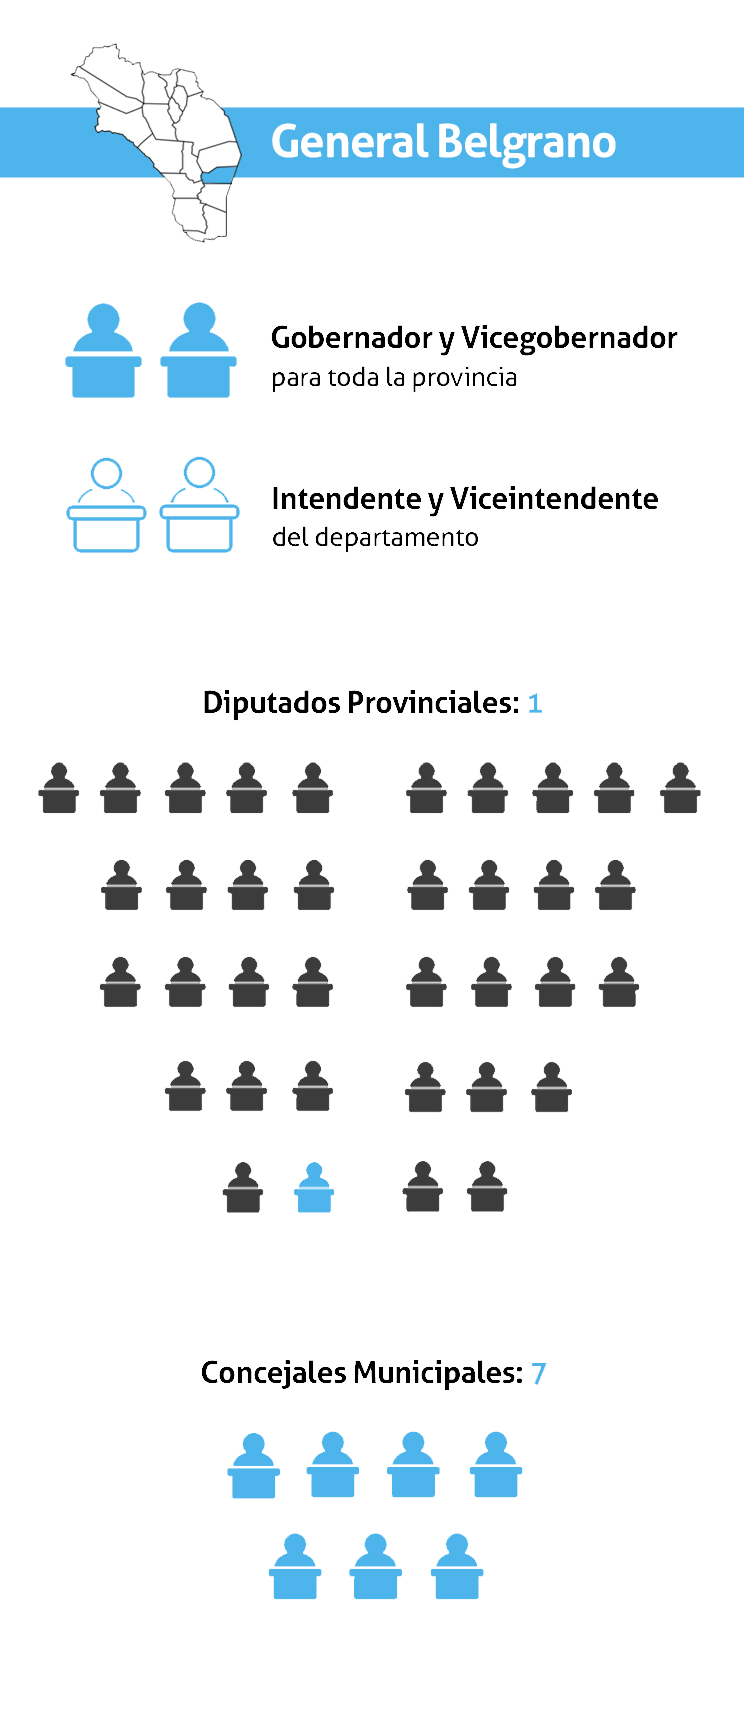 General Belgrano
Gobernador y Vicegobernador
para toda la provincia
Intendente y Viceintendente
del departamento
Diputados Provinciales: 1
Concejales Municipales: 7